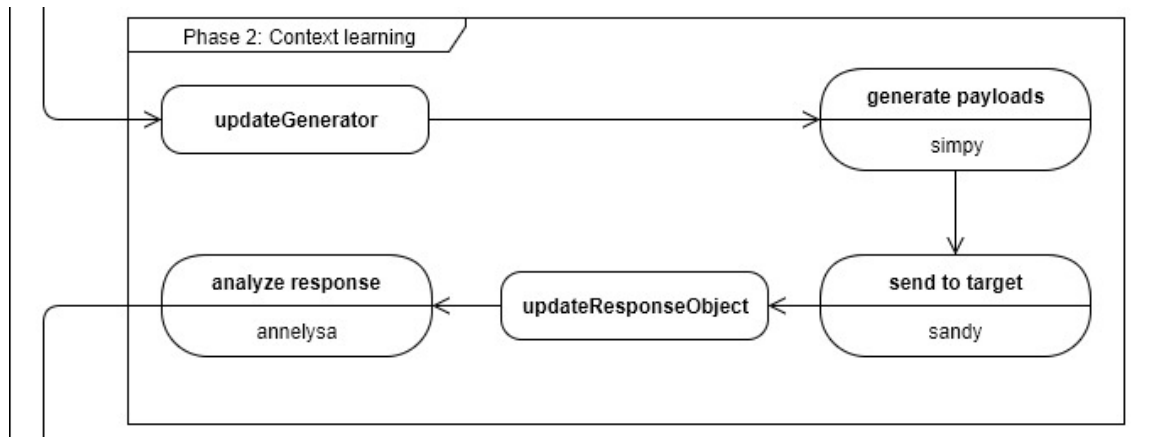 Phase 2: Context learning
updateGenerator
generate payloads
simpy
analyze response
annelysa
updateResponseObject
send to target
sandy